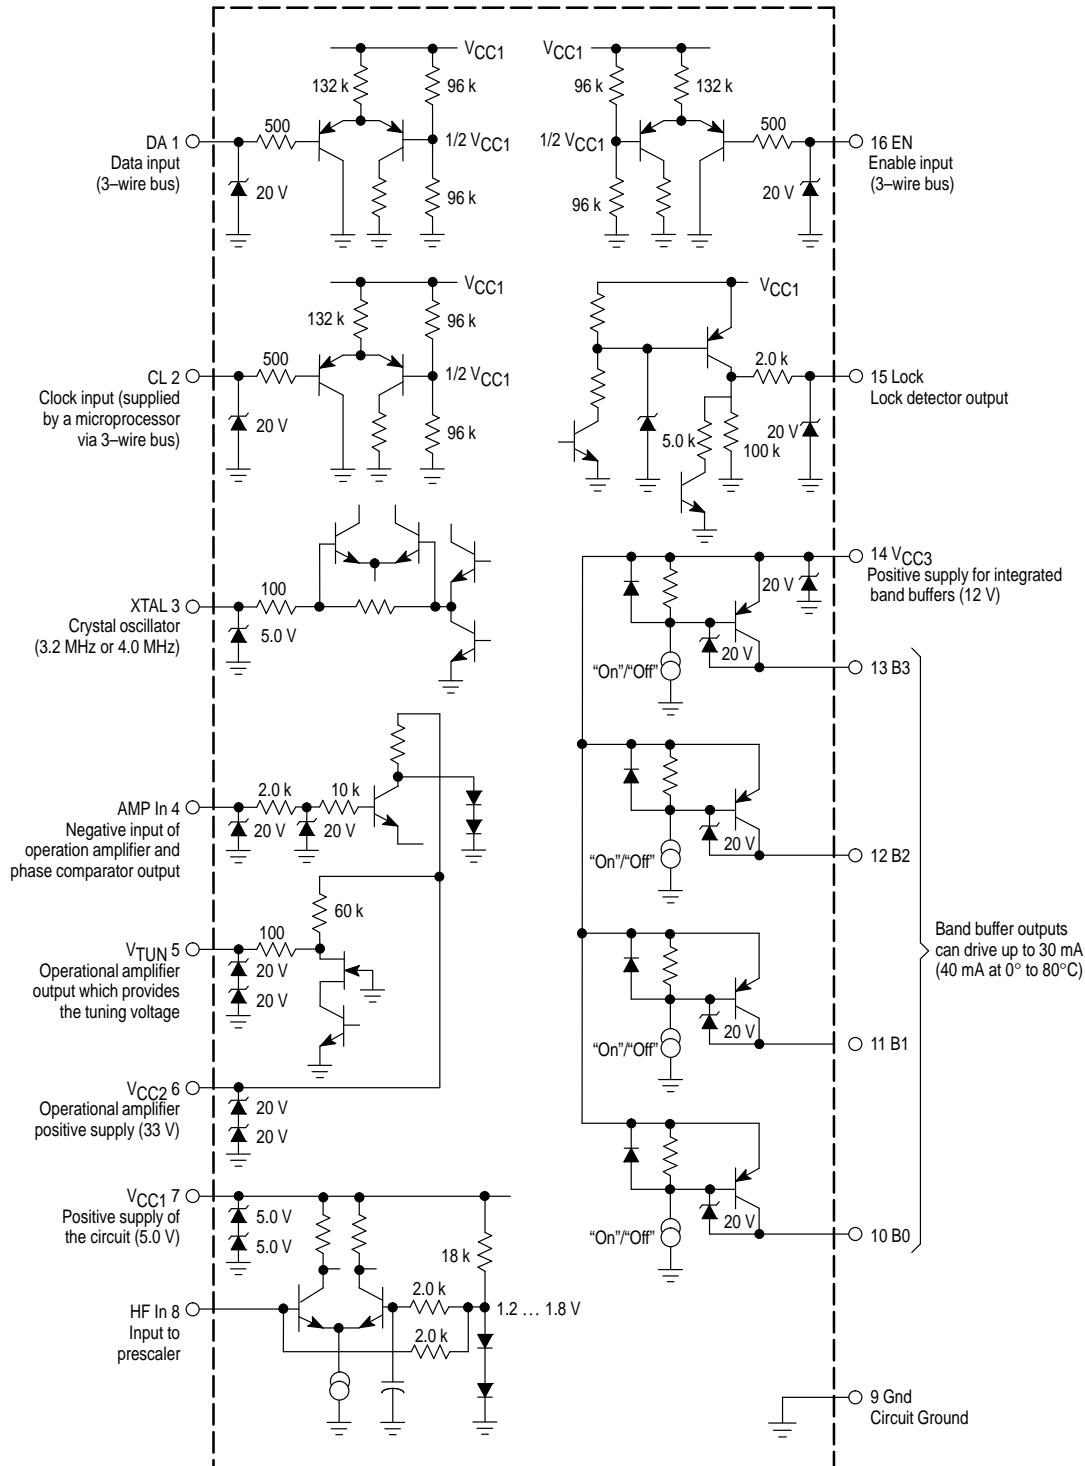 VCC1
132 k
96 k
500
1/2 VCC1
96 k
20 V
DA 1
Data input
(3–wire bus)
VCC1
96 k
132 k
500
1/2 VCC1
96 k
20 V
16 EN
Enable input
(3–wire bus)
VCC1
132 k
96 k
500
1/2 VCC1
96 k
20 V
CL 2
Clock input (supplied
by a microprocessor
via 3–wire bus)
VCC1
2.0 k
5.0 k
100 k
20 V
15 Lock
Lock detector output
XTAL 3
Crystal oscillator
(3.2 MHz or 4.0 MHz)
100
5.0 V
14 VCC3
Positive supply for integrated
band buffers (12 V)
20 V
20 V
“On”/“Off”
13 B3
AMP In 4
Negative input of
operation amplifier and
phase comparator output
2.0 k
10 k
20 V
20 V
20 V
“On”/“Off”
12 B2
60 k
VTUN 5
Operational amplifier
output which provides
the tuning voltage
100
20 V
20 V
Band buffer outputs
can drive up to 30 mA
(40 mA at 0° to 80°C)
20 V
“On”/“Off”
11 B1
VCC2 6
Operational amplifier
positive supply (33 V)
20 V
20 V
VCC1 7
Positive supply of
the circuit (5.0 V)
5.0 V
5.0 V
18 k
20 V
“On”/“Off”
10 B0
HF In 8
Input to
prescaler
2.0 k
1.2 … 1.8 V
2.0 k
9 Gnd
Circuit Ground